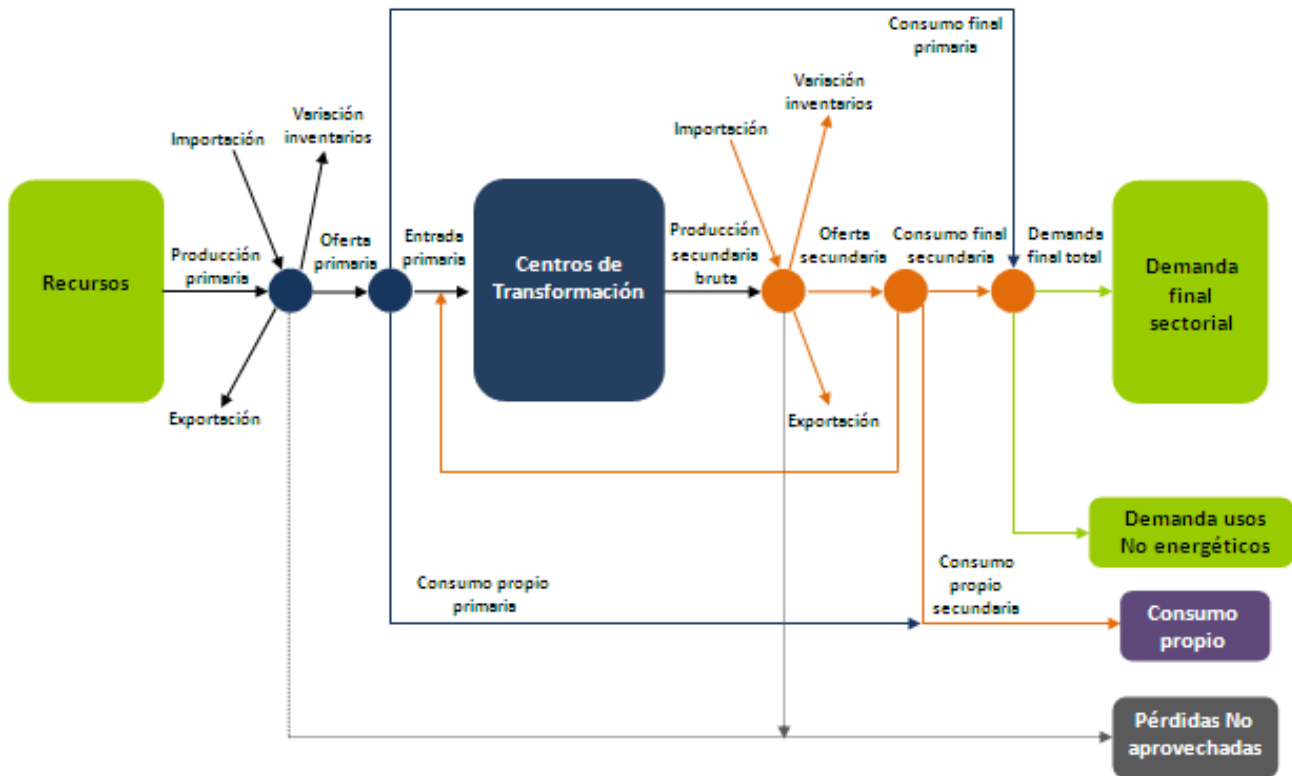 Consumo final
primaria
Variación
inventarios
Variación
inventarios
Importación
Importación
Recursos
Producción
primaria
Oferta
primaria
Entrada
primaria
Centros de
Transformación
Producción
secundaria
bruta
Oferta
secundaria
Consumo final
secundaria
Demanda
final total
Demanda
final
sectorial
Exportación
Exportación
Demanda usos
No energéticos
Consumo propio
primaria
Consumo
propio
secundaria
Consumo
propio
Pérdidas No
aprovechadas